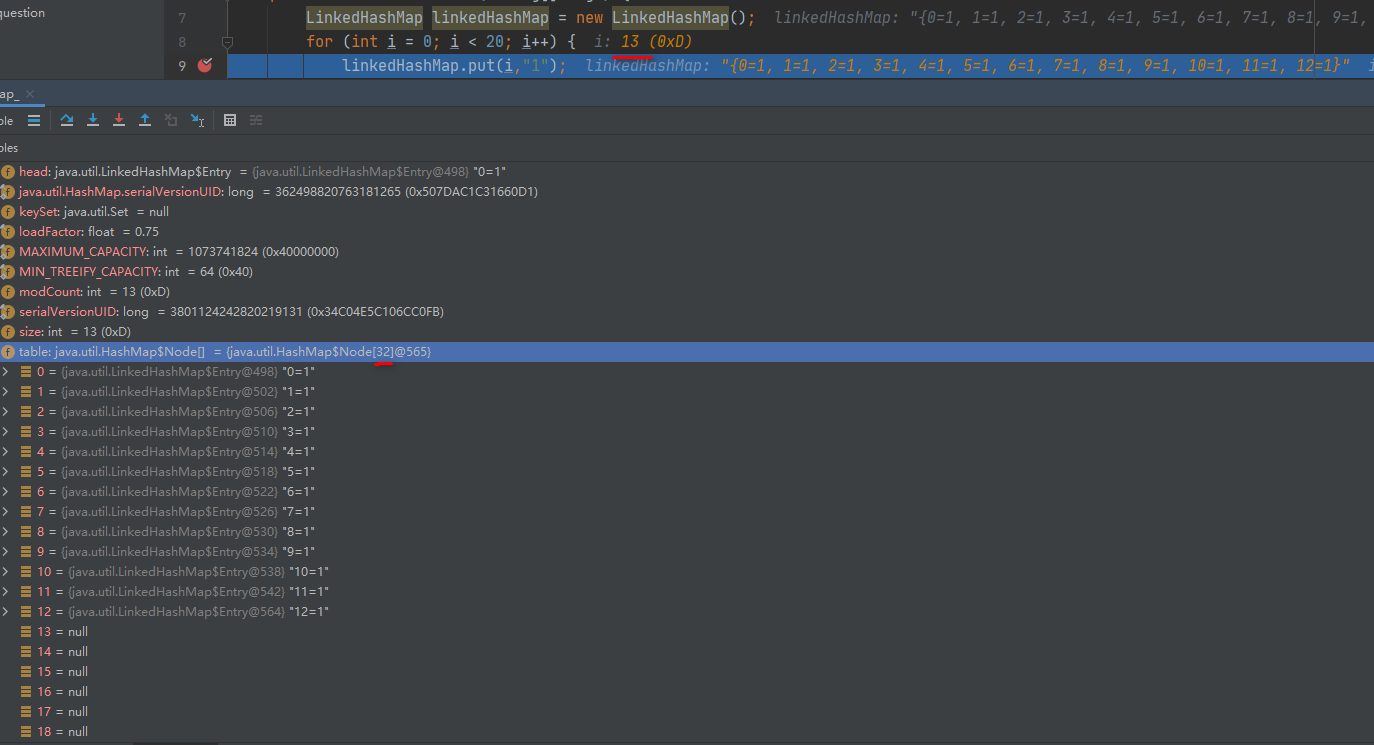 question
7 LinkedHashMap linkedHashMap = new LinkedHashMap(); linkedHashMap: "{0=1, 1=1, 2=1, 3=1, 4=1, 5=1, 6=1, 7=1, 8=1, 9=1,
8 for (int i = 0; i < 20; i++) { i: 13 (0xD)
9 linkedHashMap.put(i,"1"); linkedHashMap: "{0=1, 1=1, 2=1, 3=1, 4=1, 5=1, 6=1, 7=1, 8=1, 9=1, 10=1, 11=1, 12=1}" i
ap_ ×
ble
bles
head: java.util.LinkedHashMap$Entry = {java.util.LinkedHashMap$Entry@498} "0=1"
java.util.HashMap.serialVersionUID: long = 362498820763181265 (0x507DAC1C31660D1)
keySet: java.util.Set = null
loadFactor: float = 0.75
MAXIMUM_CAPACITY: int = 1073741824 (0x40000000)
MIN_TREEIFY_CAPACITY: int = 64 (0x40)
modCount: int = 13 (0xD)
serialVersionUID: long = 3801124242820219131 (0x34C04E5C106CC0FB)
size: int = 13 (0xD)
table: java.util.HashMap$Node[] = {java.util.HashMap$Node[32]@565}
0 = {java.util.LinkedHashMap$Entry@498} "0=1"
1 = {java.util.LinkedHashMap$Entry@502} "1=1"
2 = {java.util.LinkedHashMap$Entry@506} "2=1"
3 = {java.util.LinkedHashMap$Entry@510} "3=1"
4 = {java.util.LinkedHashMap$Entry@514} "4=1"
5 = {java.util.LinkedHashMap$Entry@518} "5=1"
6 = {java.util.LinkedHashMap$Entry@522} "6=1"
7 = {java.util.LinkedHashMap$Entry@526} "7=1"
8 = {java.util.LinkedHashMap$Entry@530} "8=1"
9 = {java.util.LinkedHashMap$Entry@534} "9=1"
10 = {java.util.LinkedHashMap$Entry@538} "10=1"
11 = {java.util.LinkedHashMap$Entry@542} "11=1"
12 = {java.util.LinkedHashMap$Entry@564} "12=1"
13 = null
14 = null
15 = null
16 = null
17 = null
18 = null